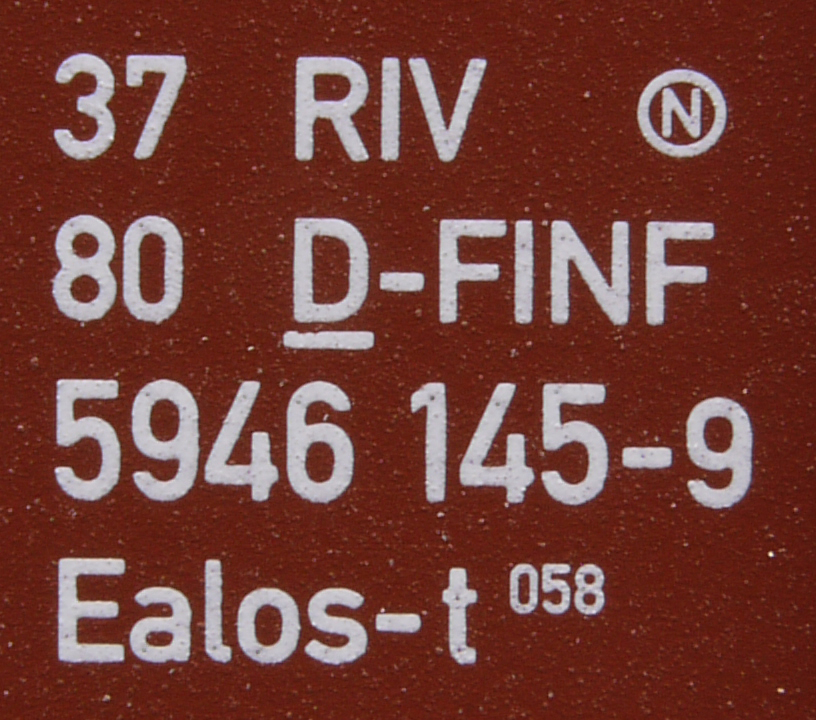 37 RIV Ⓝ
80 D-FINF
5946 145-9
Ealos-t 058